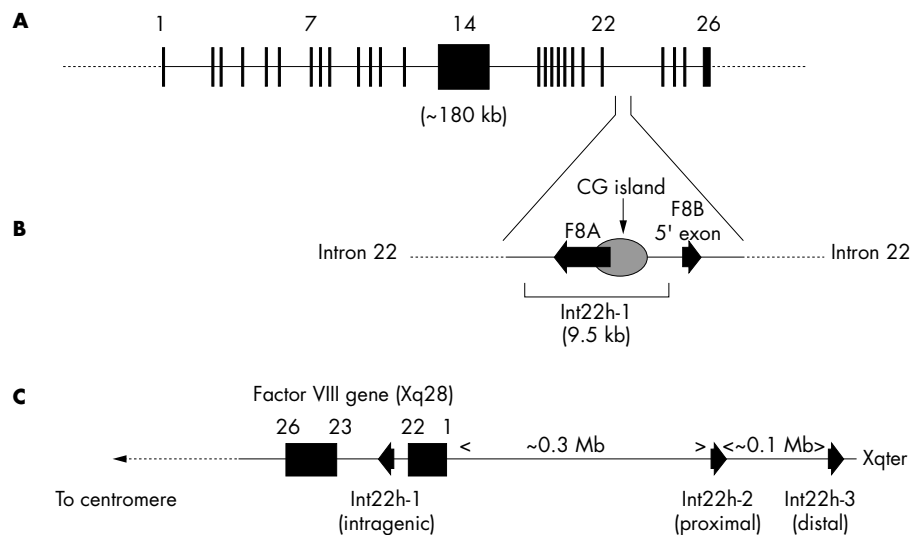 A
1 7 14 22 26
(~180 kb)
CG island
B
F8A
F8B
5' exon
Intron 22
Intron 22
Int22h-1
(9.5 kb)
C
Factor VIII gene (Xq28)
26 23 22 1
< ~0.3 Mb > <~0.1 Mb>
Xqter
To centromere
Int22h-1
(intragenic)
Int22h-2
(proximal)
Int22h-3
(distal)